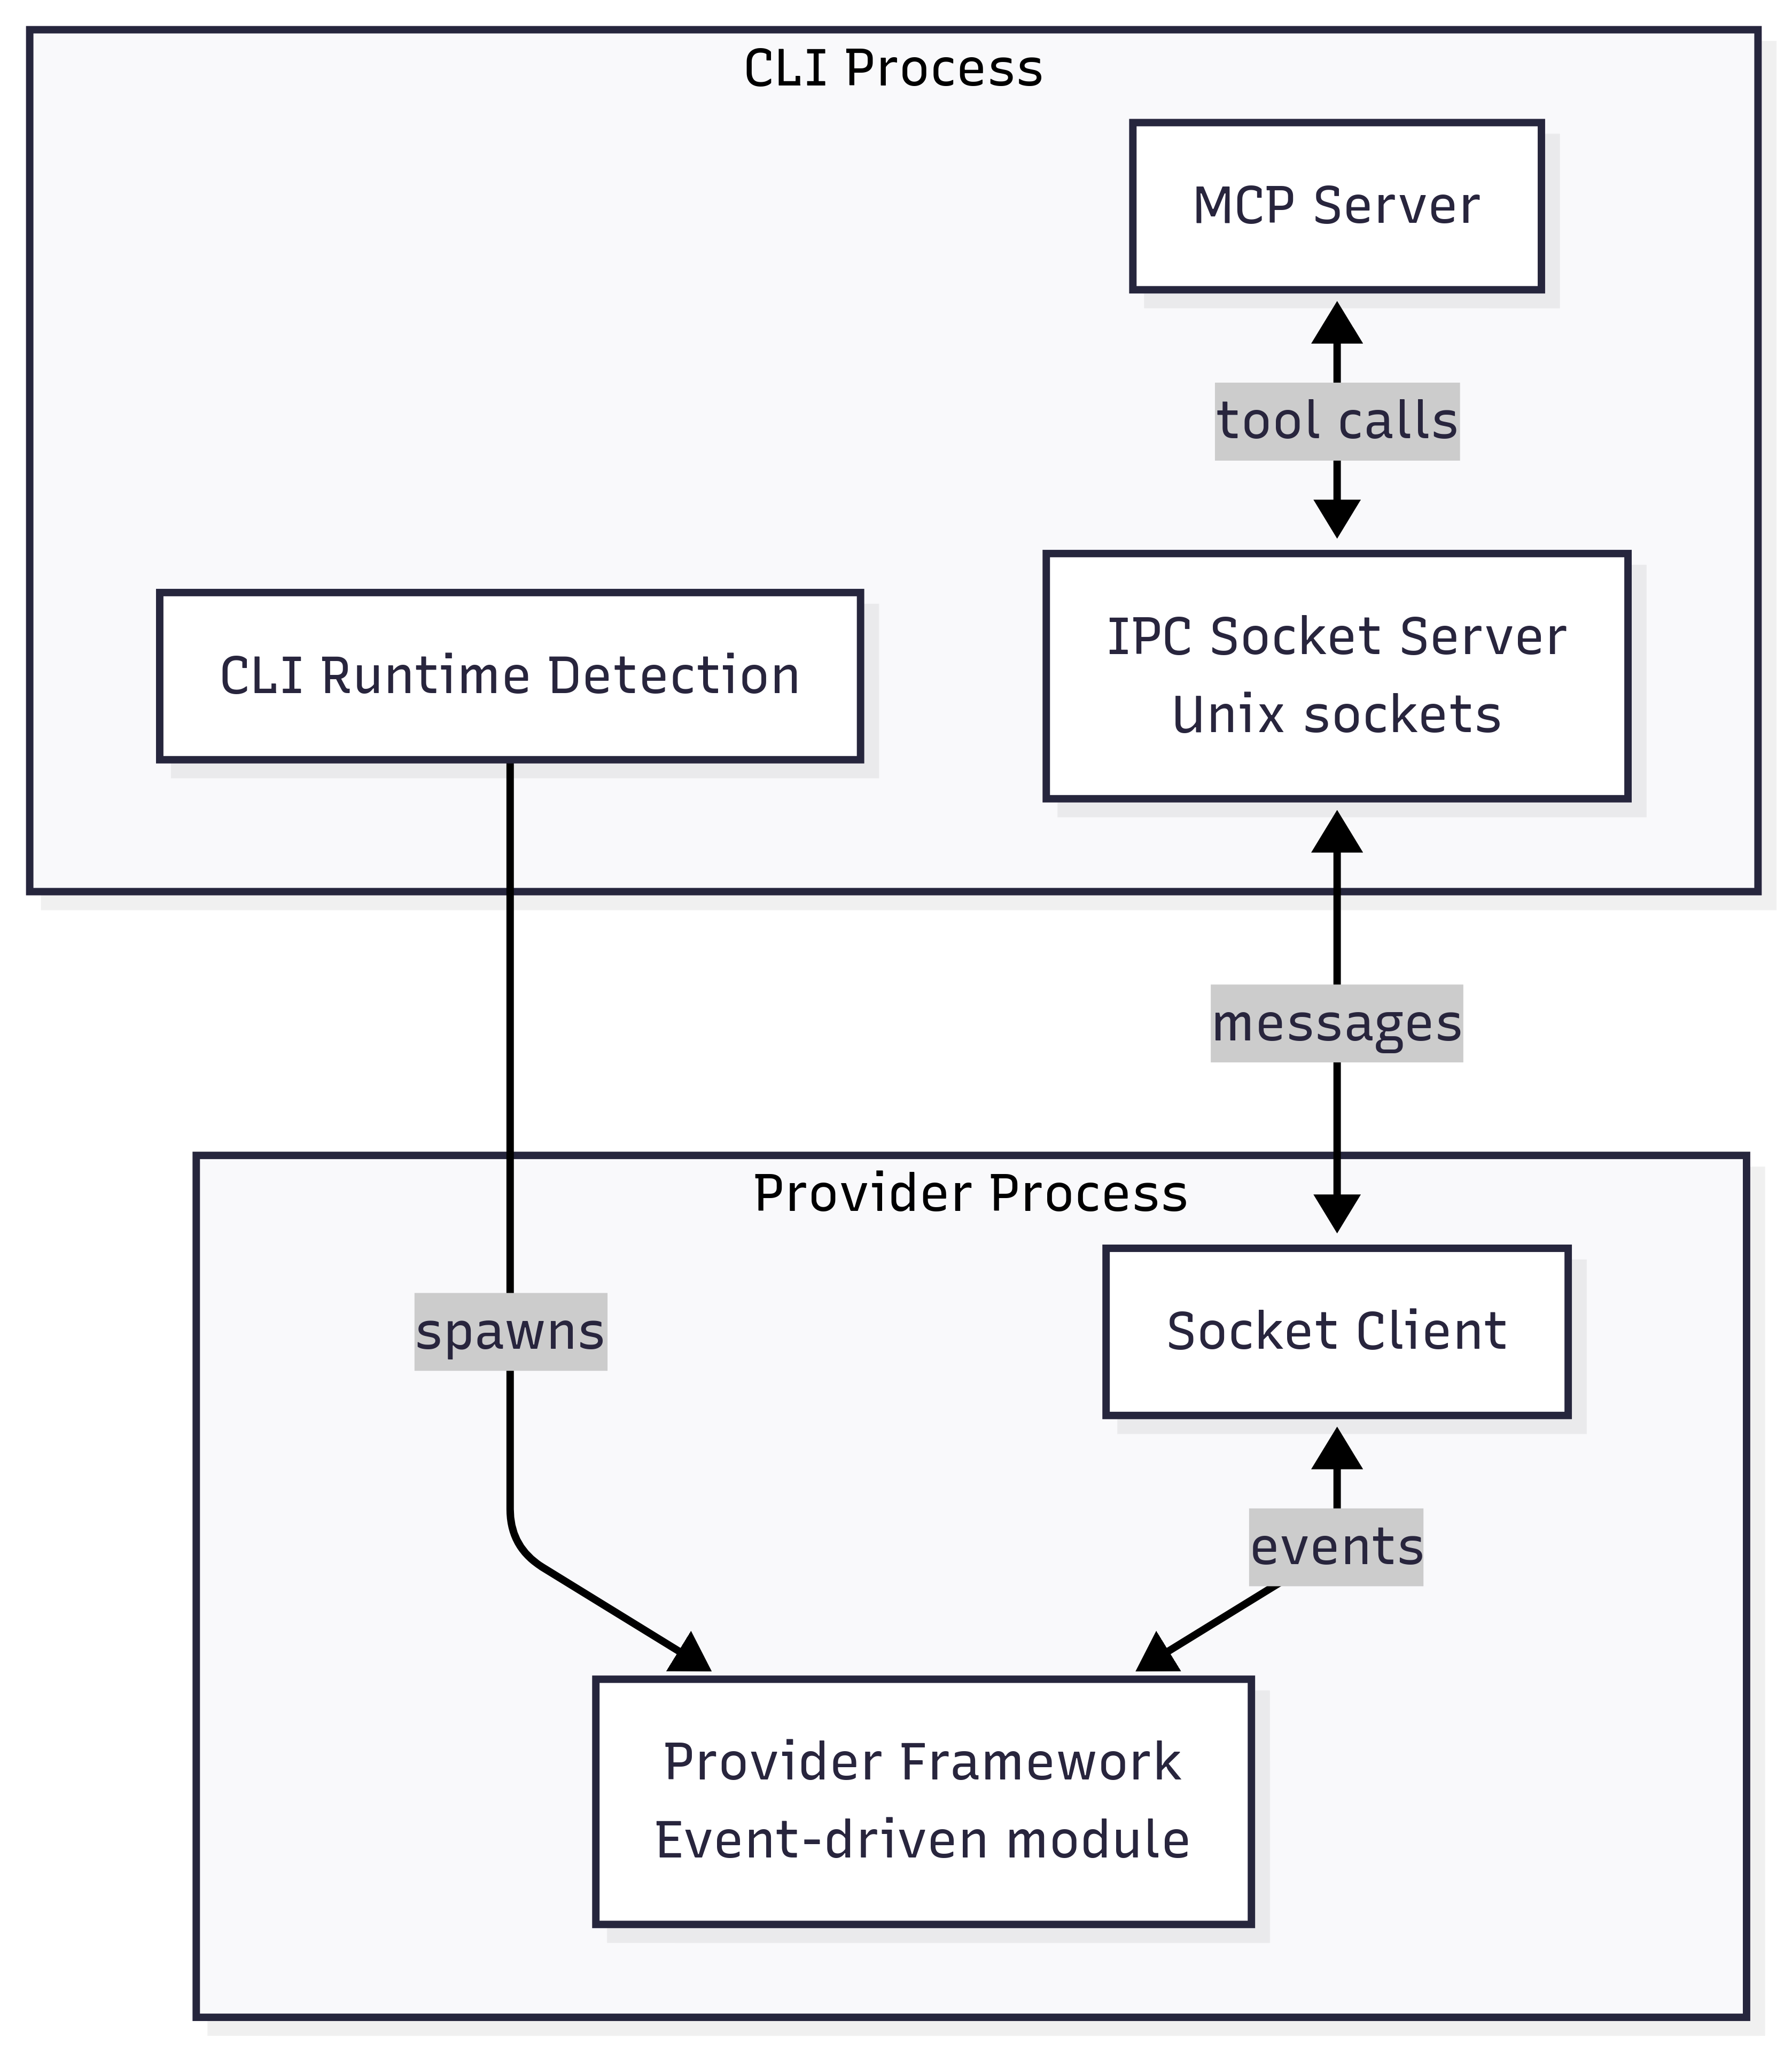 CLI Process
MCP Server
tool calls
CLI Runtime Detection
IPC Socket Server
Unix sockets
messages
Provider Process
spawns
Socket Client
events
Provider Framework
Event-driven module